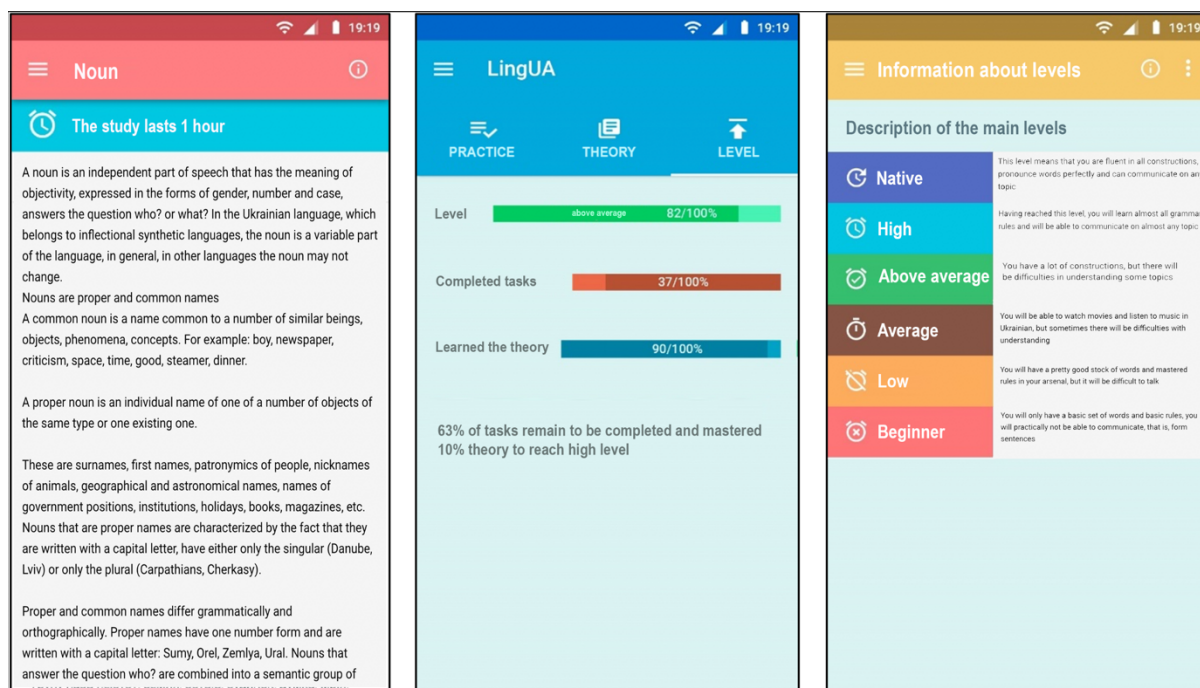 19:19
Noun
The study lasts 1 hour
A noun is an independent part of speech that has the meaning of
objectivity, expressed in the forms of gender, number and case,
answers the question who? or what? In the Ukrainian language, which
belongs to inflectional synthetic languages, the noun is a variable part
of the language, in general, in other languages the noun may not
change.
Nouns are proper and common names
A common noun is a name common to a number of similar beings,
objects, phenomena, concepts. For example: boy, newspaper,
criticism, space, time, good, steamer, dinner.
A proper noun is an individual name of one of a number of objects of
the same type or one existing one.
These are surnames, first names, patronymics of people, nicknames
of animals, geographical and astronomical names, names of
government positions, institutions, holidays, books, magazines, etc.
Nouns that are proper names are characterized by the fact that they
are written with a capital letter, have either only the singular (Danube,
Lviv) or only the plural (Carpathians, Cherkasy).
Proper and common names differ grammatically and
orthographically. Proper names have one number form and are
written with a capital letter: Sumy, Orel, Zemlya, Ural. Nouns that
answer the question who? are combined into a semantic group of
19:19
LingUA
PRACTICE THEORY LEVEL
Level above average 82/100%
Completed tasks 37/100%
Learned the theory 90/100%
63% of tasks remain to be completed and mastered
10% theory to reach high level
19:19
Information about levels
Description of the main levels
Native
This level means that you are fluent in all constructions,
pronounce words perfectly and can communicate on an
topic
High
Having reached this level, you will learn almost all gramma
rules and will be able to communicate on almost any topic
Above average
You have a lot of constructions, but there will
be difficulties in understanding some topics
Average
You will be able to watch movies and listen to music in
Ukrainian, but sometimes there will be difficulties with
understanding
Low
You will have a pretty good stock of words and mastered
rules in your arsenal, but it will be difficult to talk
Beginner
You will only have a basic set of words and basic rules, you
will practically not be able to communicate, that is, form
sentences